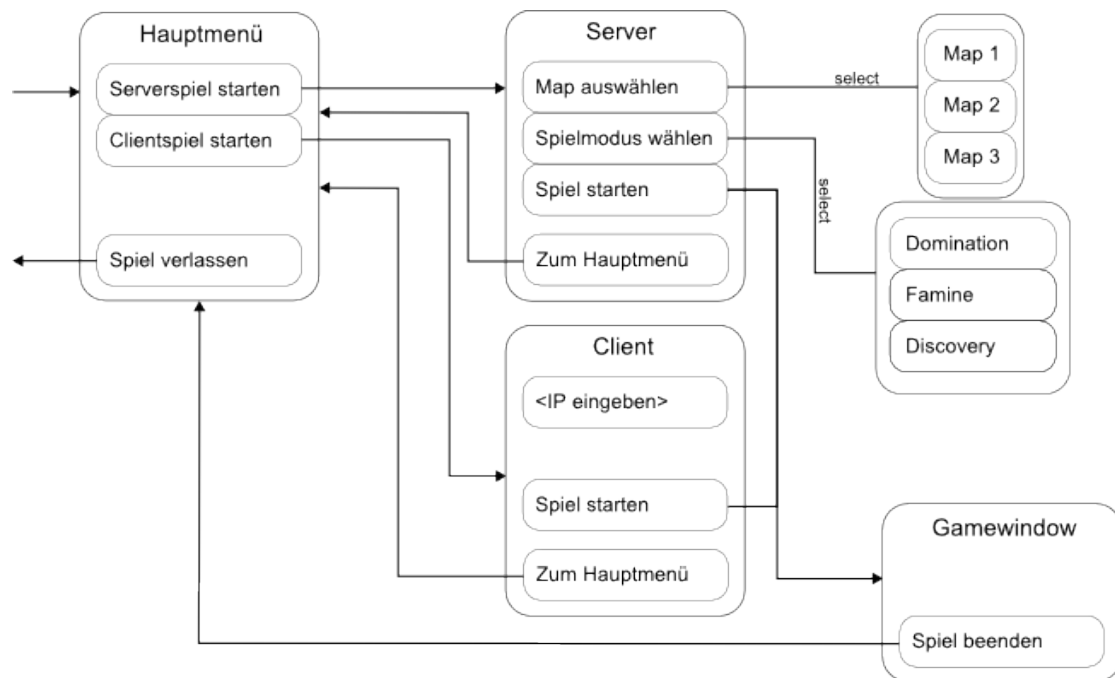 Hauptmenü
Serverspiel starten
Clientspiel starten
Spiel verlassen
Server
Map auswählen
Spielmodus wählen
Spiel starten
Zum Hauptmenü
select
select
Map 1
Map 2
Map 3
Domination
Famine
Discovery
Client
<IP eingeben>
Spiel starten
Zum Hauptmenü
Gamewindow
Spiel beenden